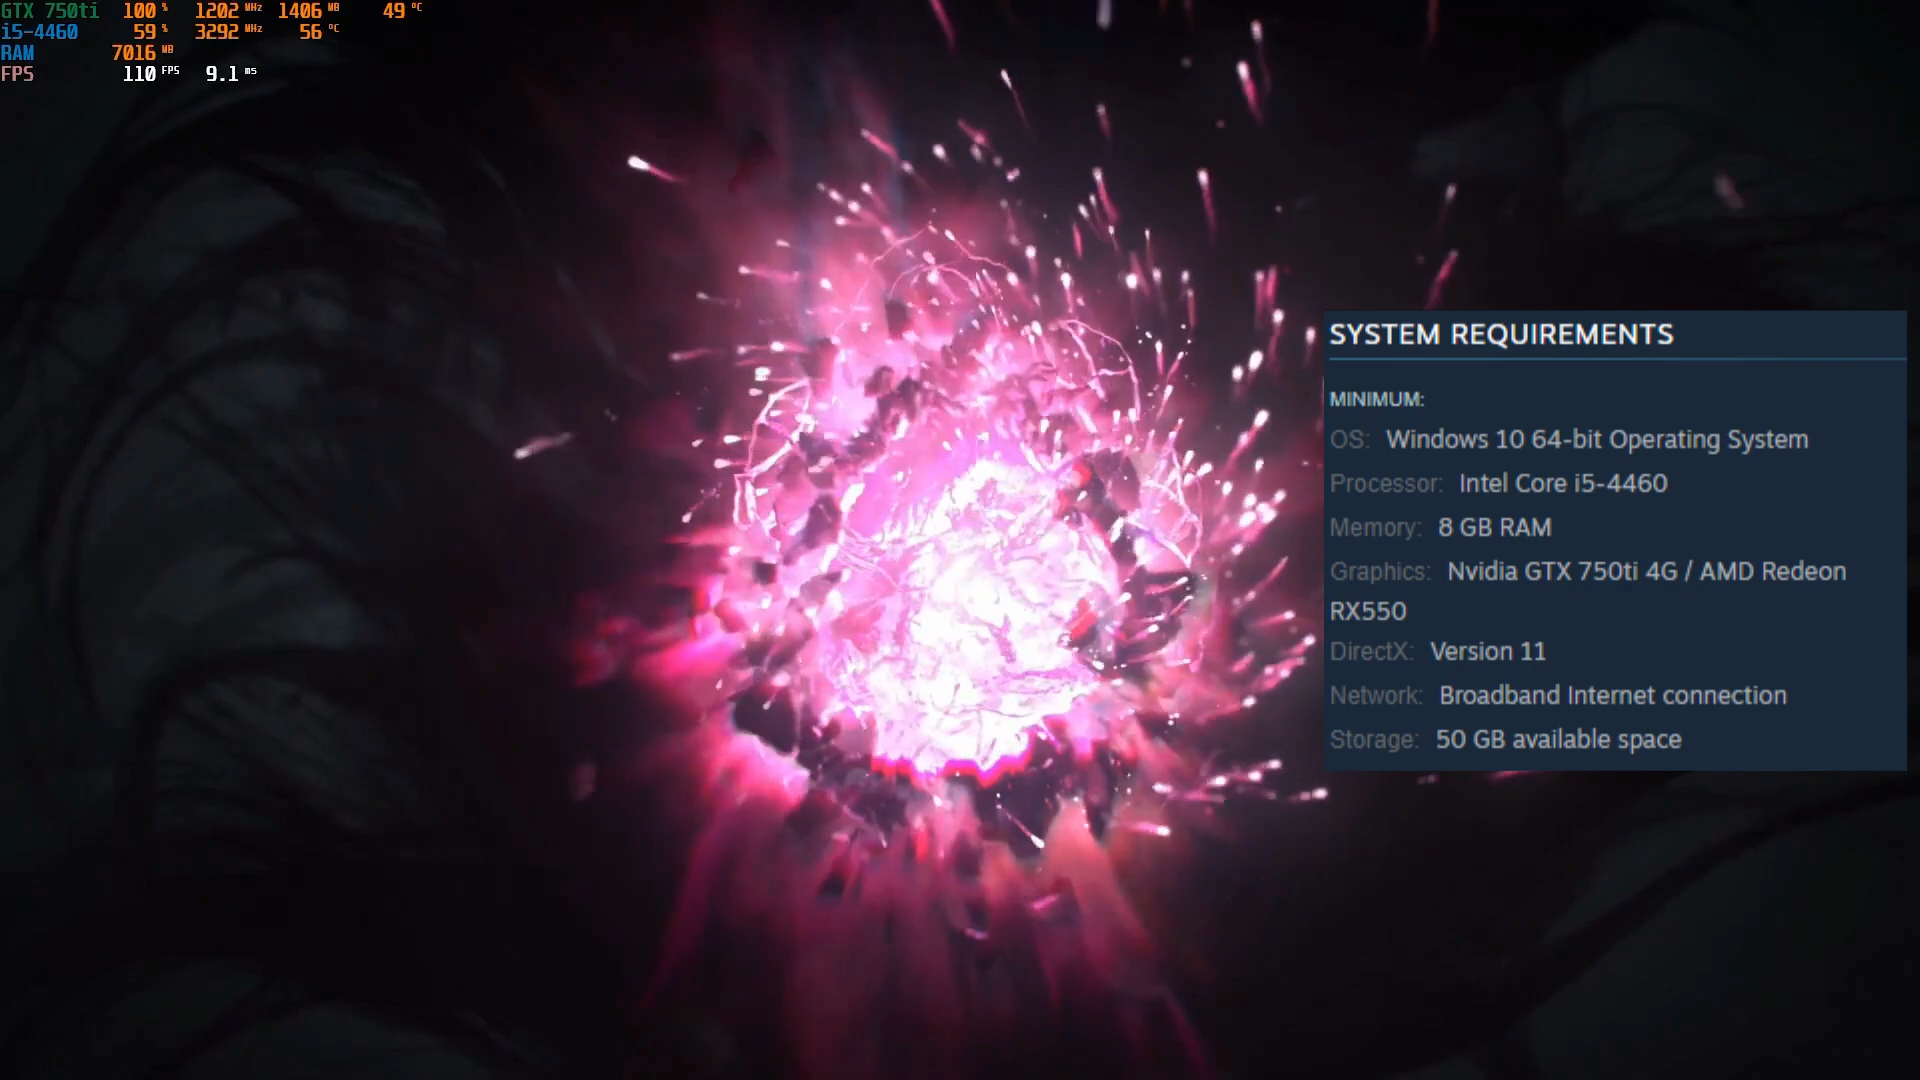 GTX 750ti 100 % 1202 MHz 1406 MB 49 °C
i5-4460 59 % 3292 MHz 56 °C
RAM 7016 MB
FPS 110 FPS 9.1 ms
SYSTEM REQUIREMENTS
MINIMUM:
OS: Windows 10 64-bit Operating System
Processor: Intel Core i5-4460
Memory: 8 GB RAM
Graphics: Nvidia GTX 750ti 4G / AMD Redeon
RX550
DirectX: Version 11
Network: Broadband Internet connection
Storage: 50 GB available space